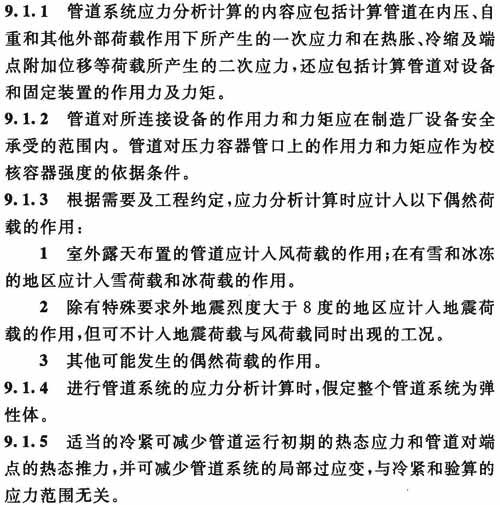 9.1.1 管道系统应力分析计算的内容应包括计算管道在内压、自
重和其他外部荷载作用下所产生的一次应力和在热胀、冷缩及端
点附加位移等荷载所产生的二次应力,还应包括计算管道对设备
和固定装置的作用力及力矩。
9.1.2 管道对所连接设备的作用力和力矩应在制造厂设备安全
承受的范围内。管道对压力容器管口上的作用力和力矩应作为校
核容器强度的依据条件。
9.1.3 根据需要及工程约定,应力分析计算时应计入以下偶然荷
载的作用:
1 室外露天布置的管道应计入风荷载的作用;在有雪和冰冻
的地区应计入雪荷载和冰荷载的作用。
2 除有特殊要求外地震烈度大于8度的地区应计入地震荷
载的作用,但可不计入地震荷载与风荷载同时出现的工况。
3 其他可能发生的偶然荷载的作用。
9.1.4 进行管道系统的应力分析计算时,假定整个管道系统为弹
性体。
9.1.5 适当的冷紧可减少管道运行初期的热态应力和管道对端
点的热态推力,并可减少管道系统的局部过应变,与冷紧和验算的
应力范围无关。